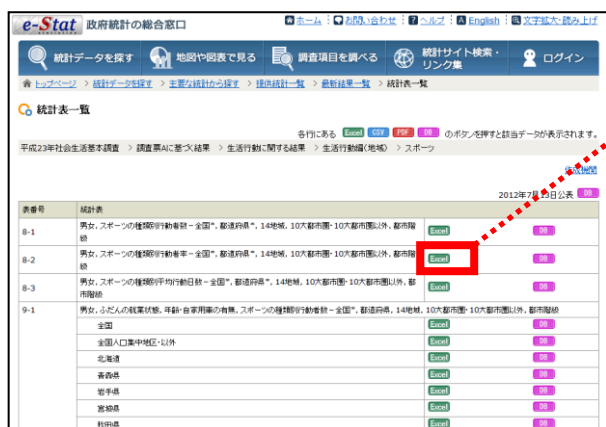 e-Stat 政府統計の総合窓口
ホーム お問い合わせ ヘルプ English 文字拡大・読み上げ
統計データを探す 地図や図表で見る 調査項目を調べる 統計サイト検索・リンク集 ログイン
トップページ > 統計データを探す > 主要な統計から探す > 提供統計一覧 > 最新結果一覧 > 統計表一覧
統計表一覧
各行にある Excel CSV PDF DB のボタンを押すと該当データが表示されます。
平成23年社会生活基本調査 > 調査票Aに基づく結果 > 生活行動に関する結果 > 生活行動編(地域) > スポーツ
作成機関
2012年7月13日公表 DB
表番号 統計表
8-1 男女，スポーツの種類別行動者数－全国*，都道府県*，14地域，10大都市圏・10大都市圏以外，都市階級 Excel DB
8-2 男女，スポーツの種類別行動者率－全国*，都道府県*，14地域，10大都市圏・10大都市圏以外，都市階級 Excel DB
8-3 男女，スポーツの種類別平均行動日数－全国*，都道府県*，14地域，10大都市圏・10大都市圏以外，都市階級 Excel DB
9-1 男女，ふだんの就業状態，年齢・自家用車の有無，スポーツの種類別行動者数－全国*，都道府県，14地域，10大都市圏・10大都市圏以外，都市階級
全国 Excel DB
全国人口集中地区・以外 Excel DB
北海道 Excel DB
青森県 Excel DB
岩手県 Excel DB
宮城県 Excel DB
秋田県 Excel DB